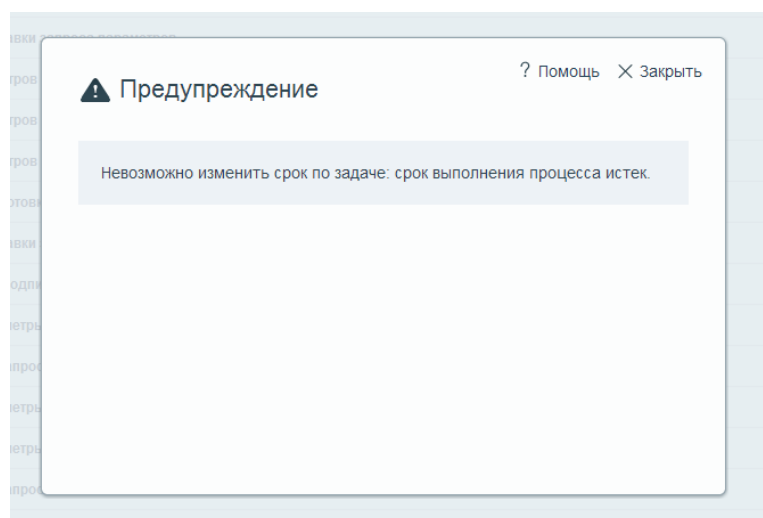 ? Помощь
Закрыть
Предупреждение
Невозможно изменить срок по задаче: срок выполнения процесса истек.